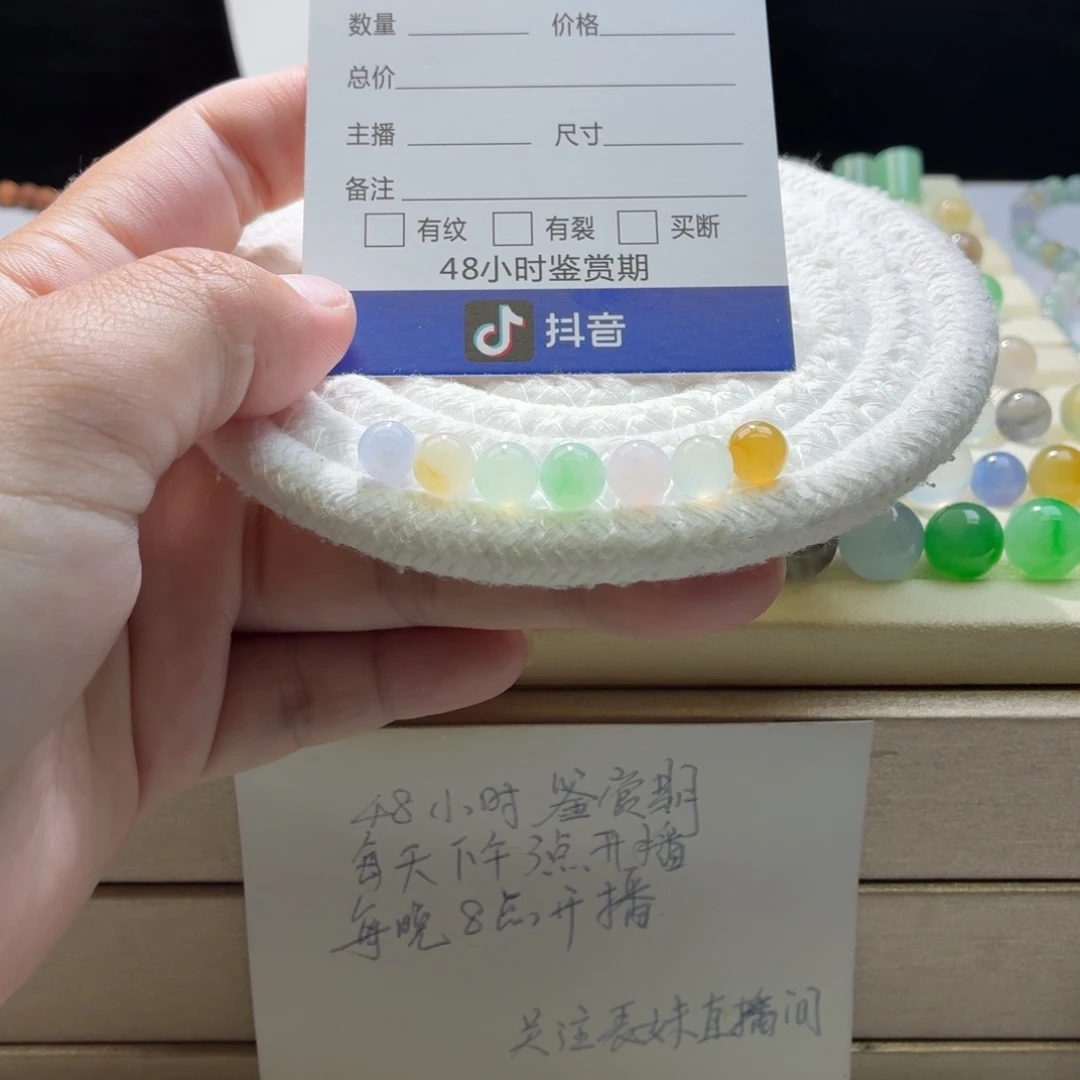 数量 价格
总价
主播 尺寸
备注
有纹 有裂 买断
48小时鉴赏期
抖音
48小时鉴赏期
每天下午3点开播
每晚8点开播
关注表妹直播间